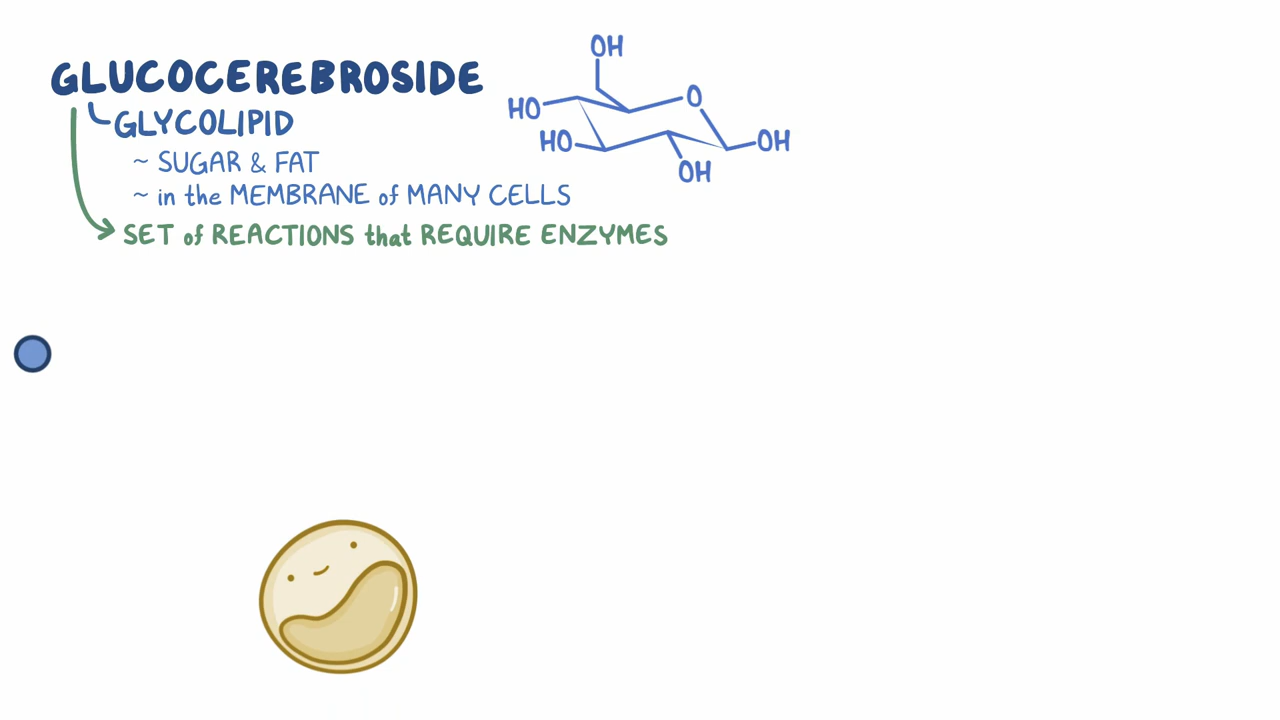 GLUCOCEREBROSIDE
GLYCOLIPID
~ SUGAR & FAT
~ in the MEMBRANE of MANY CELLS
SET of REACTIONS that REQUIRE ENZYMES
OH
HO
O
HO
OH
OH